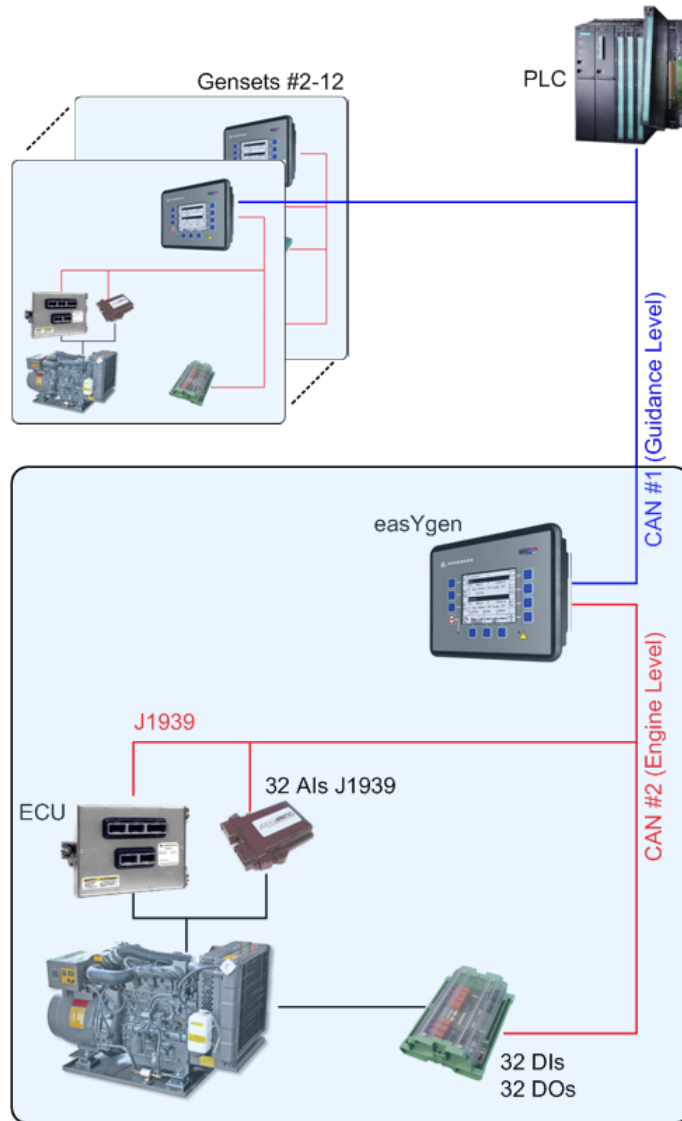 Gensets #2-12
PLC
CAN #1 (Guidance Level)
easYgen
J1939
32 AIs J1939
ECU
CAN #2 (Engine Level)
32 DIs
32 DOs